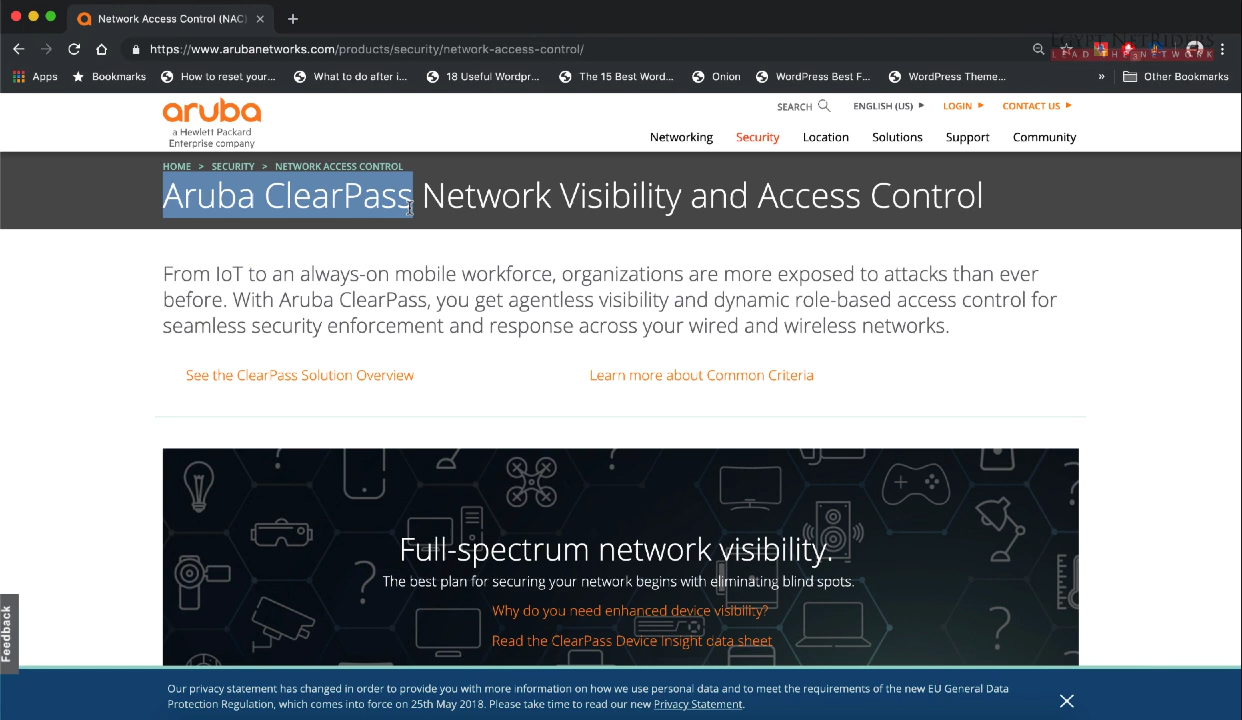 Network Access Control (NAC)
https://www.arubanetworks.com/products/security/network-access-control/
EGYPT NETRIDERS
LEAD THE NETWORK
Apps
Bookmarks
How to reset your...
What to do after i...
18 Useful Wordpr...
The 15 Best Word...
Onion
WordPress Best F...
WordPress Theme...
»
Other Bookmarks
aruba
a Hewlett Packard
Enterprise company
SEARCH
ENGLISH (US)
LOGIN
CONTACT US
Networking
Security
Location
Solutions
Support
Community
HOME > SECURITY > NETWORK ACCESS CONTROL
Aruba ClearPass Network Visibility and Access Control
From IoT to an always-on mobile workforce, organizations are more exposed to attacks than ever
before. With Aruba ClearPass, you get agentless visibility and dynamic role-based access control for
seamless security enforcement and response across your wired and wireless networks.
See the ClearPass Solution Overview
Learn more about Common Criteria
Full-spectrum network visibility.
The best plan for securing your network begins with eliminating blind spots.
Why do you need enhanced device visibility?
Read the ClearPass Device Insight data sheet
Feedback
Our privacy statement has changed in order to provide you with more information on how we use personal data and to meet the requirements of the new EU General Data
Protection Regulation, which comes into force on 25th May 2018. Please take time to read our new Privacy Statement.